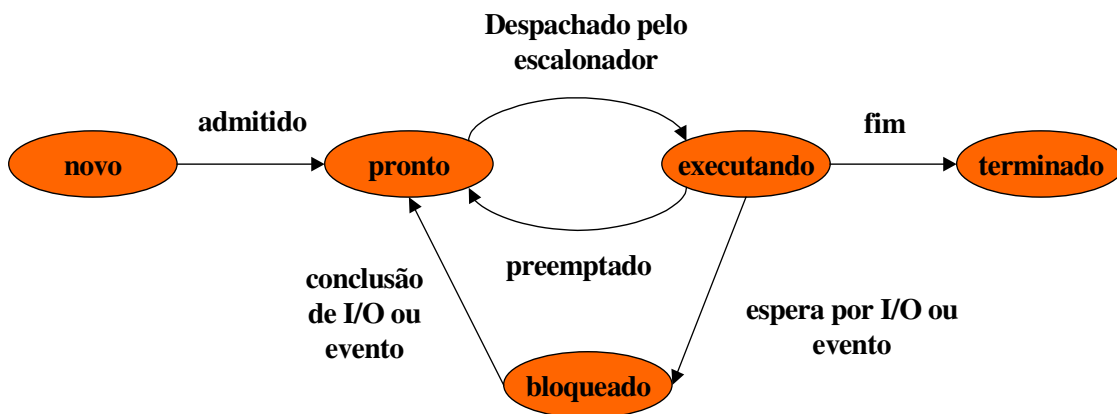 Despachado pelo
escalonador
admitido
fim
novo
pronto
executando
terminado
preemptado
conclusão
de I/O ou
evento
espera por I/O ou
evento
bloqueado